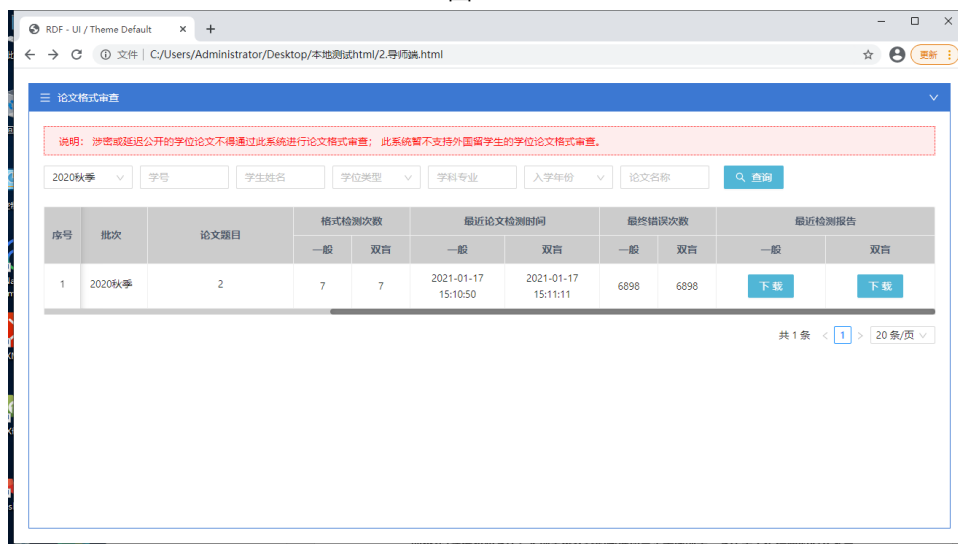 RDF - UI / Theme Default
文件 C:/Users/Administrator/Desktop/本地测试html/2.导师端.html
更新
论文格式审查
说明： 涉密或延迟公开的学位论文不得通过此系统进行论文格式审查； 此系统暂不支持外国留学生的学位论文格式审查。
2020秋季 学号 学生姓名 学位类型 学科专业 入学年份 论文名称 查询
序号 批次 论文题目 格式检测次数 最近论文检测时间 最终错误次数 最近检测报告
一般 双盲 一般 双盲 一般 双盲 一般 双盲
1 2020秋季 2 7 7 2021-01-17 15:10:50 2021-01-17 15:11:11 6898 6898 下载 下载
共 1 条 < 1 > 20 条/页